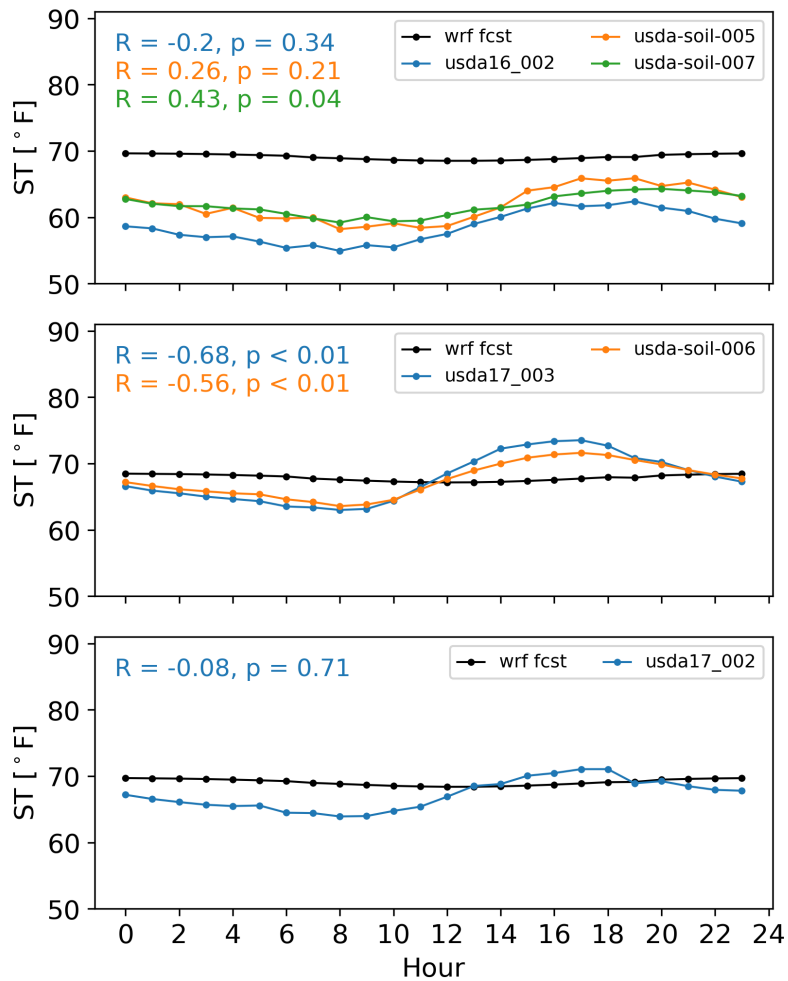 90
R = -0.2, p = 0.34
R = 0.26, p = 0.21
R = 0.43, p = 0.04
wrf fcst
usda16_002
usda-soil-005
usda-soil-007
80
70
60
50
ST [°F]
90
R = -0.68, p < 0.01
R = -0.56, p < 0.01
wrf fcst
usda17_003
usda-soil-006
80
70
60
50
ST [°F]
90
R = -0.08, p = 0.71
wrf fcst
usda17_002
80
70
60
50
ST [°F]
0 2 4 6 8 10 12 14 16 18 20 22 24
Hour